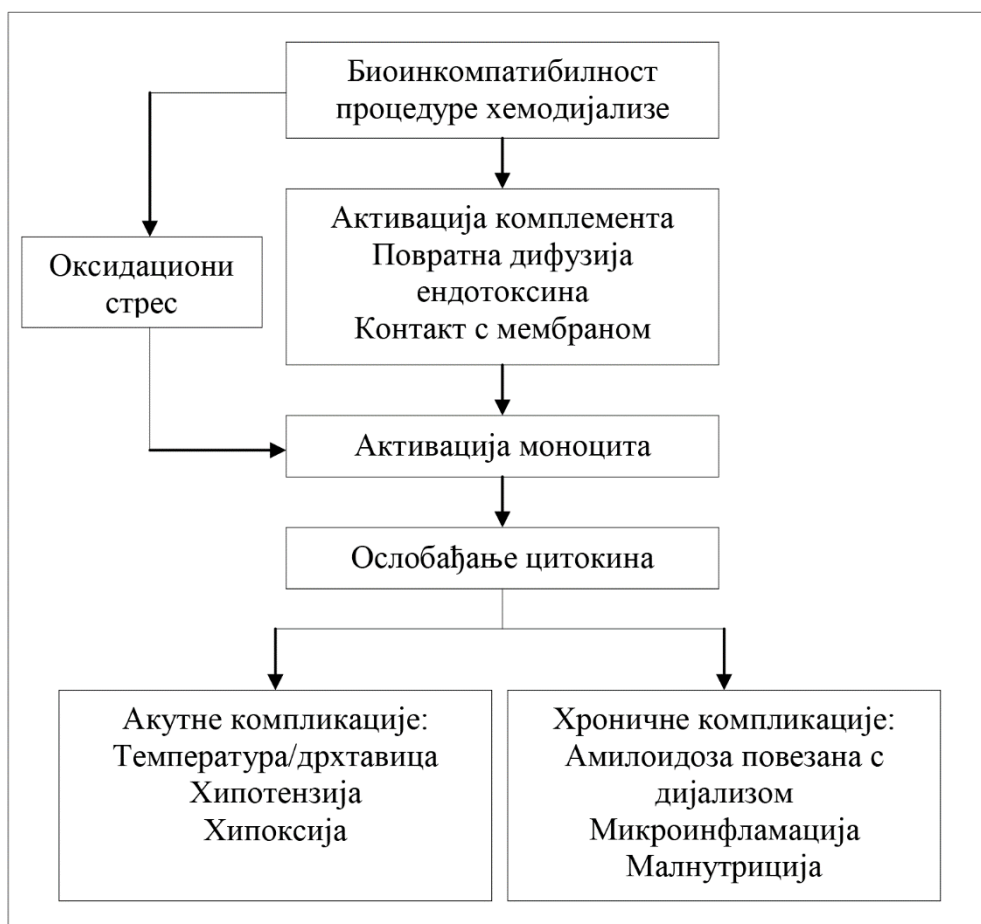 Биоинкомпатибилност
процедуре хемодијализе
Активација комплемента
Повратна дифузија
ендотоксина
Контакт с мембраном
Оксидациони
стрес
Активација моноцита
Ослобађање цитокина
Акутне компликације:
Температура/дрхтавица
Хипотензија
Хипоксија
Хроничне компликације:
Амилоидоза повезана с
дијализом
Микроинфламација
Малнутриција